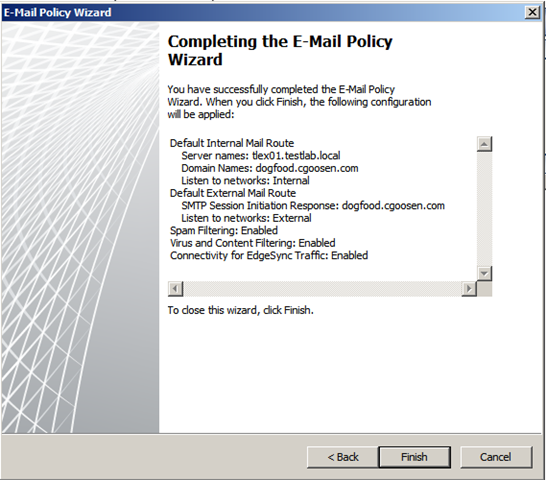 E-Mail Policy Wizard
Completing the E-Mail Policy
Wizard
You have successfully completed the E-Mail Policy
Wizard. When you click Finish, the following configuration
will be applied:
Default Internal Mail Route
Server names: tlex01.testlab.local
Domain Names: dogfood.cgoosen.com
Listen to networks: Internal
Default External Mail Route
SMTP Session Initiation Response: dogfood.cgoosen.com
Listen to networks: External
Spam Filtering: Enabled
Virus and Content Filtering: Enabled
Connectivity for EdgeSync Traffic: Enabled
To close this wizard, click Finish.
< Back Finish Cancel